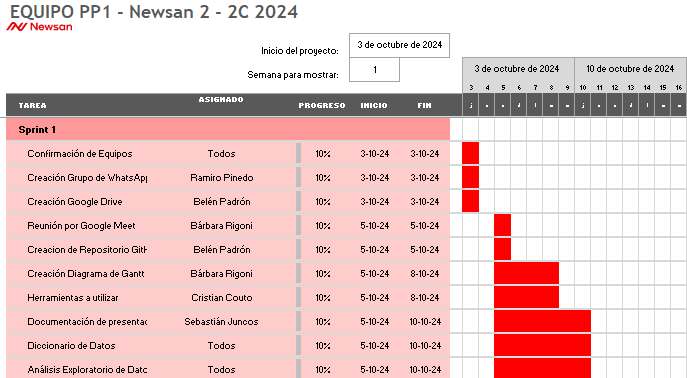 EQUIPO PP1 - Newsan 2 - 2C 2024
Newsan
Inicio del proyecto: 3 de octubre de 2024
Semana para mostrar: 1
3 de octubre de 2024 10 de octubre de 2024
3 4 5 6 7 8 9 10 11 12 13 14 15 16
TAREA ASIGNADO PROGRESO INICIO FIN
Sprint 1
Confirmación de Equipos Todos 10% 3-10-24 3-10-24
Creación Grupo de WhatsApp Ramiro Pinedo 10% 3-10-24 3-10-24
Creación Google Drive Belén Padrón 10% 3-10-24 3-10-24
Reunión por Google Meet Bárbara Rigoni 10% 5-10-24 5-10-24
Creacion de Repositorio Gith Belén Padrón 10% 5-10-24 5-10-24
Creación Diagrama de Gantt Bárbara Rigoni 10% 5-10-24 8-10-24
Herramientas a utilizar Cristian Couto 10% 5-10-24 8-10-24
Documentación de presentac Sebastián Juncos 10% 5-10-24 10-10-24
Diccionario de Datos Todos 10% 5-10-24 10-10-24
Análisis Exploratorio de Dato Todos 10% 5-10-24 10-10-24